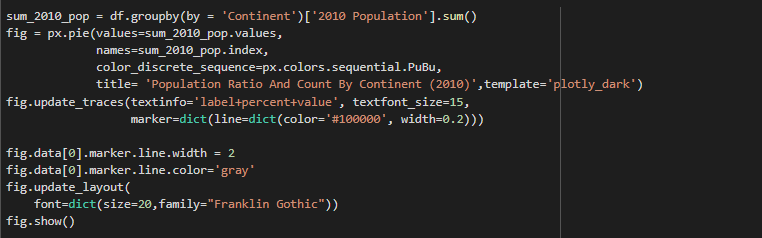 sum_2010_pop = df.groupby(by = 'Continent')['2010 Population'].sum()
fig = px.pie(values=sum_2010_pop.values,
             names=sum_2010_pop.index,
             color_discrete_sequence=px.colors.sequential.PuBu,
             title= 'Population Ratio And Count By Continent (2010)',template='plotly_dark')
fig.update_traces(textinfo='label+percent+value', textfont_size=15,
                  marker=dict(line=dict(color='#100000', width=0.2)))

fig.data[0].marker.line.width = 2
fig.data[0].marker.line.color='gray'
fig.update_layout(
    font=dict(size=20,family="Franklin Gothic"))
fig.show()